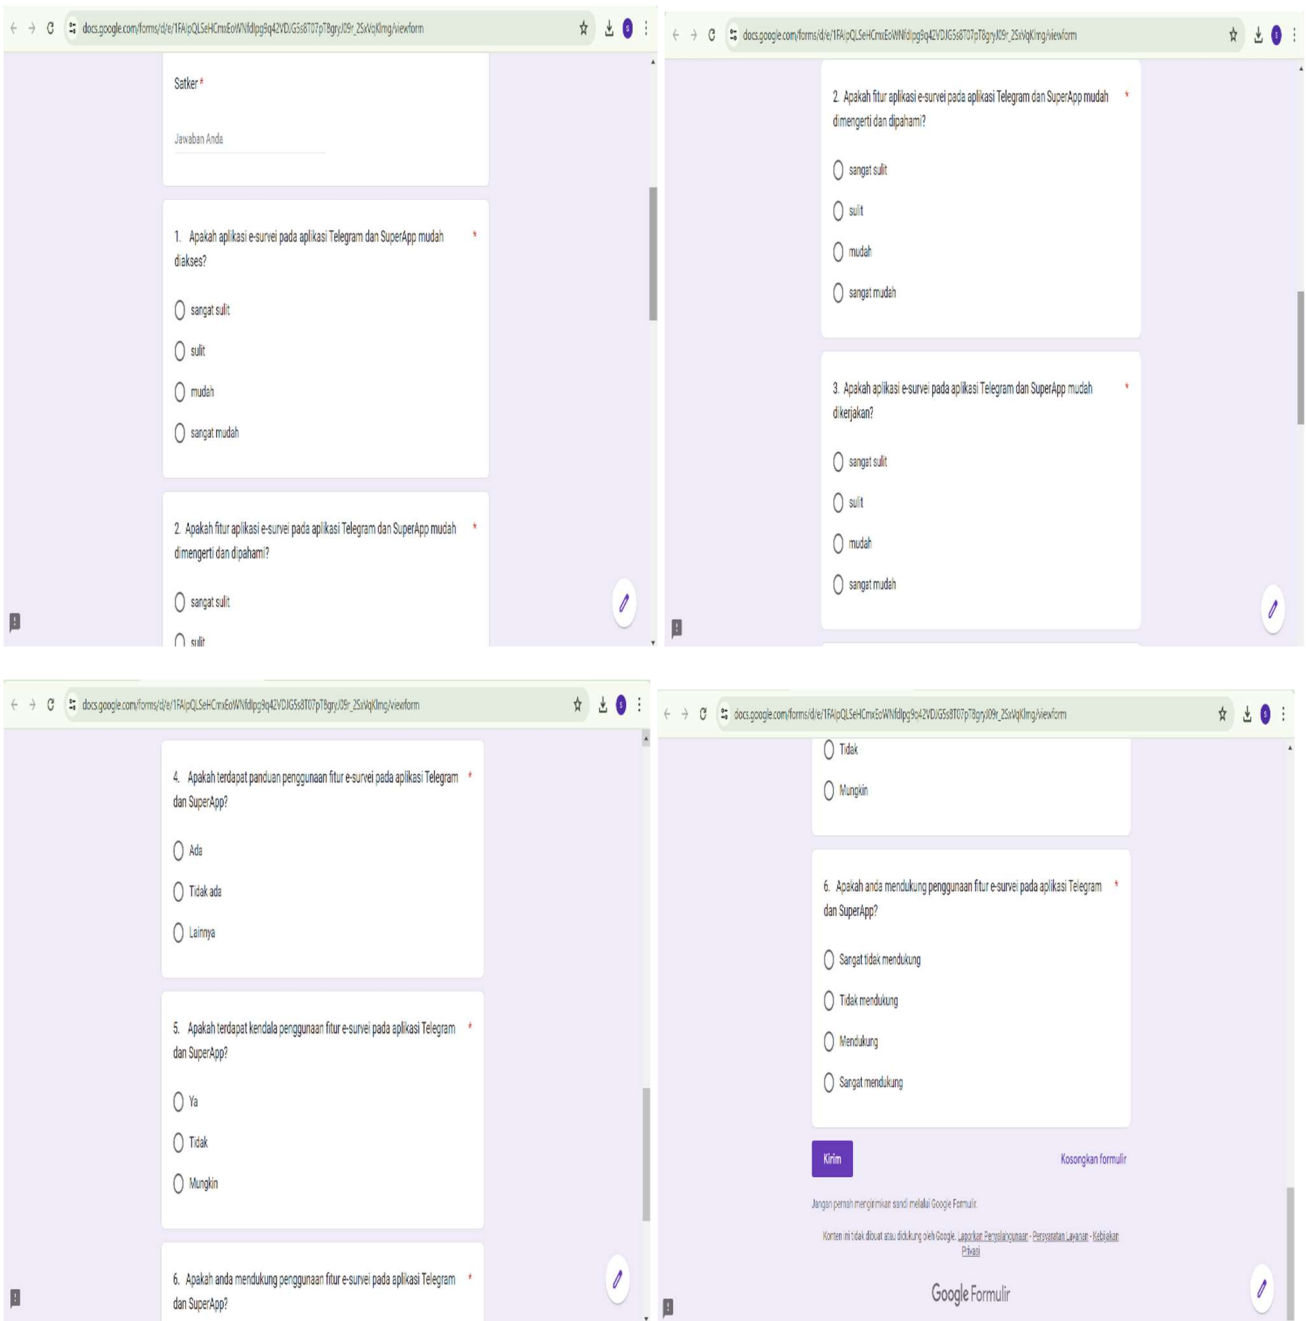 Satker *
Jawaban Anda
1. Apakah aplikasi e-survei pada aplikasi Telegram dan SuperApp mudah *
diakses?
sangat sulit
sulit
mudah
sangat mudah
2. Apakah fitur aplikasi e-survei pada aplikasi Telegram dan SuperApp mudah *
dimengerti dan dipahami?
sangat sulit
sulit
2. Apakah fitur aplikasi e-survei pada aplikasi Telegram dan SuperApp mudah *
dimengerti dan dipahami?
sangat sulit
sulit
mudah
sangat mudah
3. Apakah aplikasi e-survei pada aplikasi Telegram dan SuperApp mudah *
dikerjakan?
sangat sulit
sulit
mudah
sangat mudah
4. Apakah terdapat panduan penggunaan fitur e-survei pada aplikasi Telegram *
dan SuperApp?
Ada
Tidak ada
Lainnya
5. Apakah terdapat kendala penggunaan fitur e-survei pada aplikasi Telegram *
dan SuperApp?
Ya
Tidak
Mungkin
6. Apakah anda mendukung penggunaan fitur e-survei pada aplikasi Telegram *
dan SuperApp?
Tidak
Mungkin
6. Apakah anda mendukung penggunaan fitur e-survei pada aplikasi Telegram *
dan SuperApp?
Sangat tidak mendukung
Tidak mendukung
Mendukung
Sangat mendukung
Kirim
Kosongkan formulir
Jangan pernah mengirimkan sandi melalui Google Formulir.
Konten ini tidak dibuat atau didukung oleh Google. Laporkan Penyalahgunaan - Persyaratan Layanan - Kebijakan
Privasi
Google Formulir